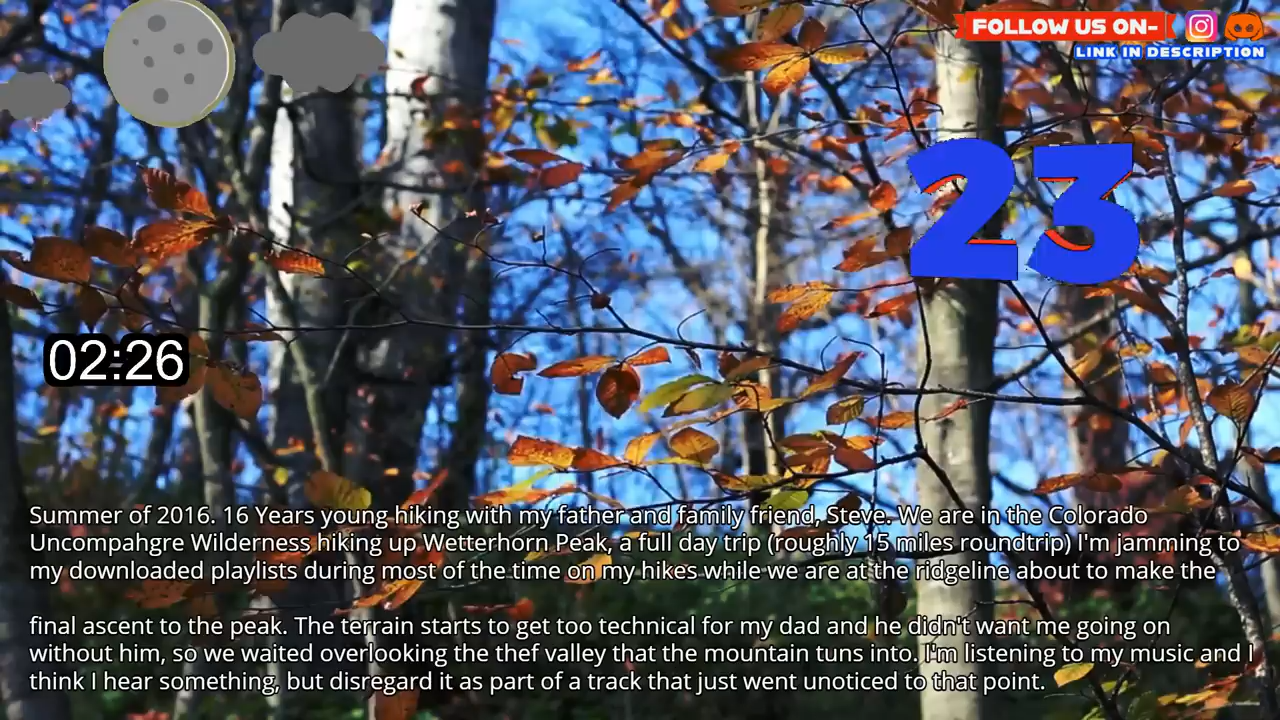 FOLLOW US ON-
LINK IN DESCRIPTION
23
02:26
Summer of 2016. 16 Years young hiking with my father and family friend, Steve. We are in the Colorado
Uncompahgre Wilderness hiking up Wetterhorn Peak, a full day trip (roughly 15 miles roundtrip) I'm jamming to
my downloaded playlists during most of the time on my hikes while we are at the ridgeline about to make the
final ascent to the peak. The terrain starts to get too technical for my dad and he didn't want me going on
without him, so we waited overlooking the thef valley that the mountain tuns into. I'm listening to my music and I
think I hear something, but disregard it as part of a track that just went unoticed to that point.